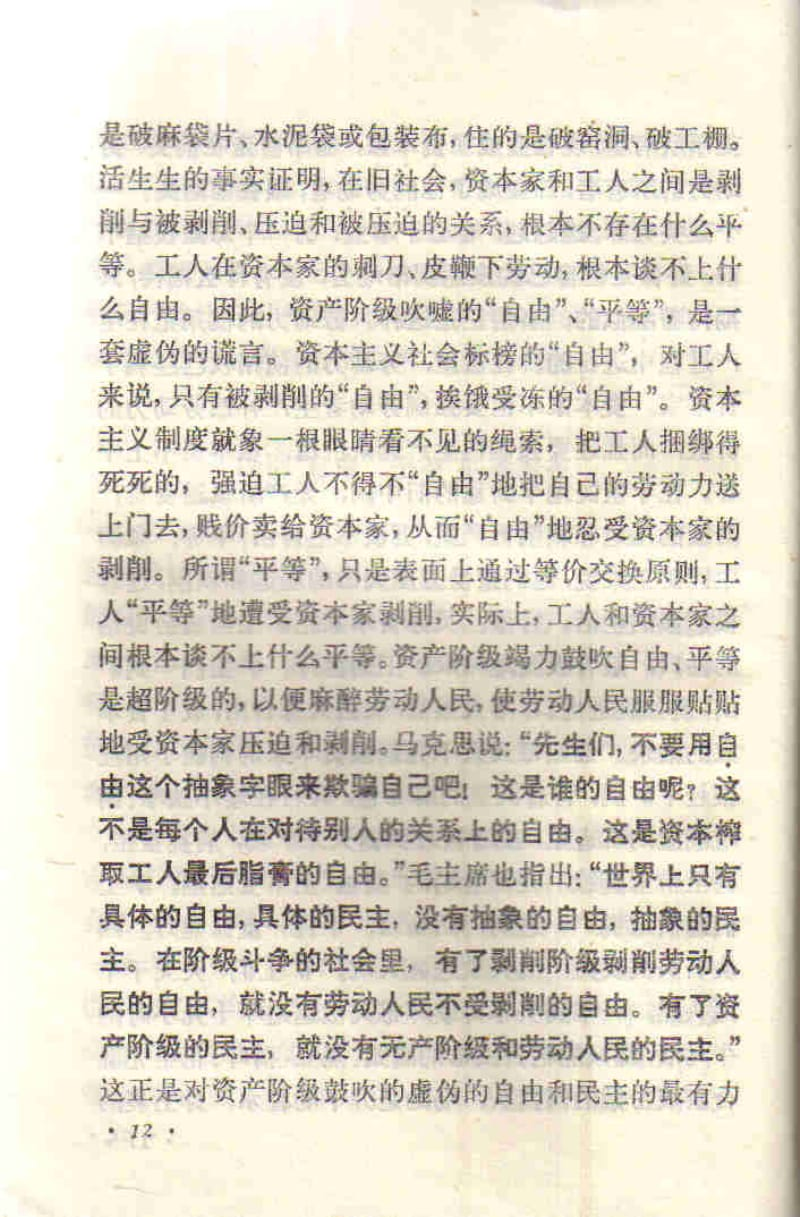 是破麻袋片、水泥袋或包装布，住的是破窑洞、破工棚。
活生生的事实证明，在旧社会，资本家和工人之间是剥
削与被剥削、压迫和被压迫的关系，根本不存在什么平
等。工人在资本家的刺刀、皮鞭下劳动，根本谈不上什
么自由。因此，资产阶级吹嘘的“自由”、“平等”，是一
套虚伪的谎言。资本主义社会标榜的“自由”，对工人
来说，只有被剥削的“自由”，挨饿受冻的“自由”。资本
主义制度就象一根眼睛看不见的绳索，把工人捆绑得
死死的，强迫工人不得不“自由”地把自己的劳动力送
上门去，贱价卖给资本家，从而“自由”地忍受资本家的
剥削。所谓“平等”，只是表面上通过等价交换原则，工
人“平等”地遭受资本家剥削，实际上，工人和资本家之
间根本谈不上什么平等。资产阶级竭力鼓吹自由、平等
是超阶级的，以便麻醉劳动人民，使劳动人民服服贴贴
地受资本家压迫和剥削。马克思说：“先生们，不要用自
由这个抽象字眼来欺骗自己吧！这是谁的自由呢？这
不是每个人在对待别人的关系上的自由。这是资本榨
取工人最后脂膏的自由。”毛主席也指出：“世界上只有
具体的自由，具体的民主，没有抽象的自由，抽象的民
主。在阶级斗争的社会里，有了剥削阶级剥削劳动人
民的自由，就没有劳动人民不受剥削的自由。有了资
产阶级的民主，就没有无产阶级和劳动人民的民主。”
这正是对资产阶级鼓吹的虚伪的自由和民主的最有力
· 12 ·